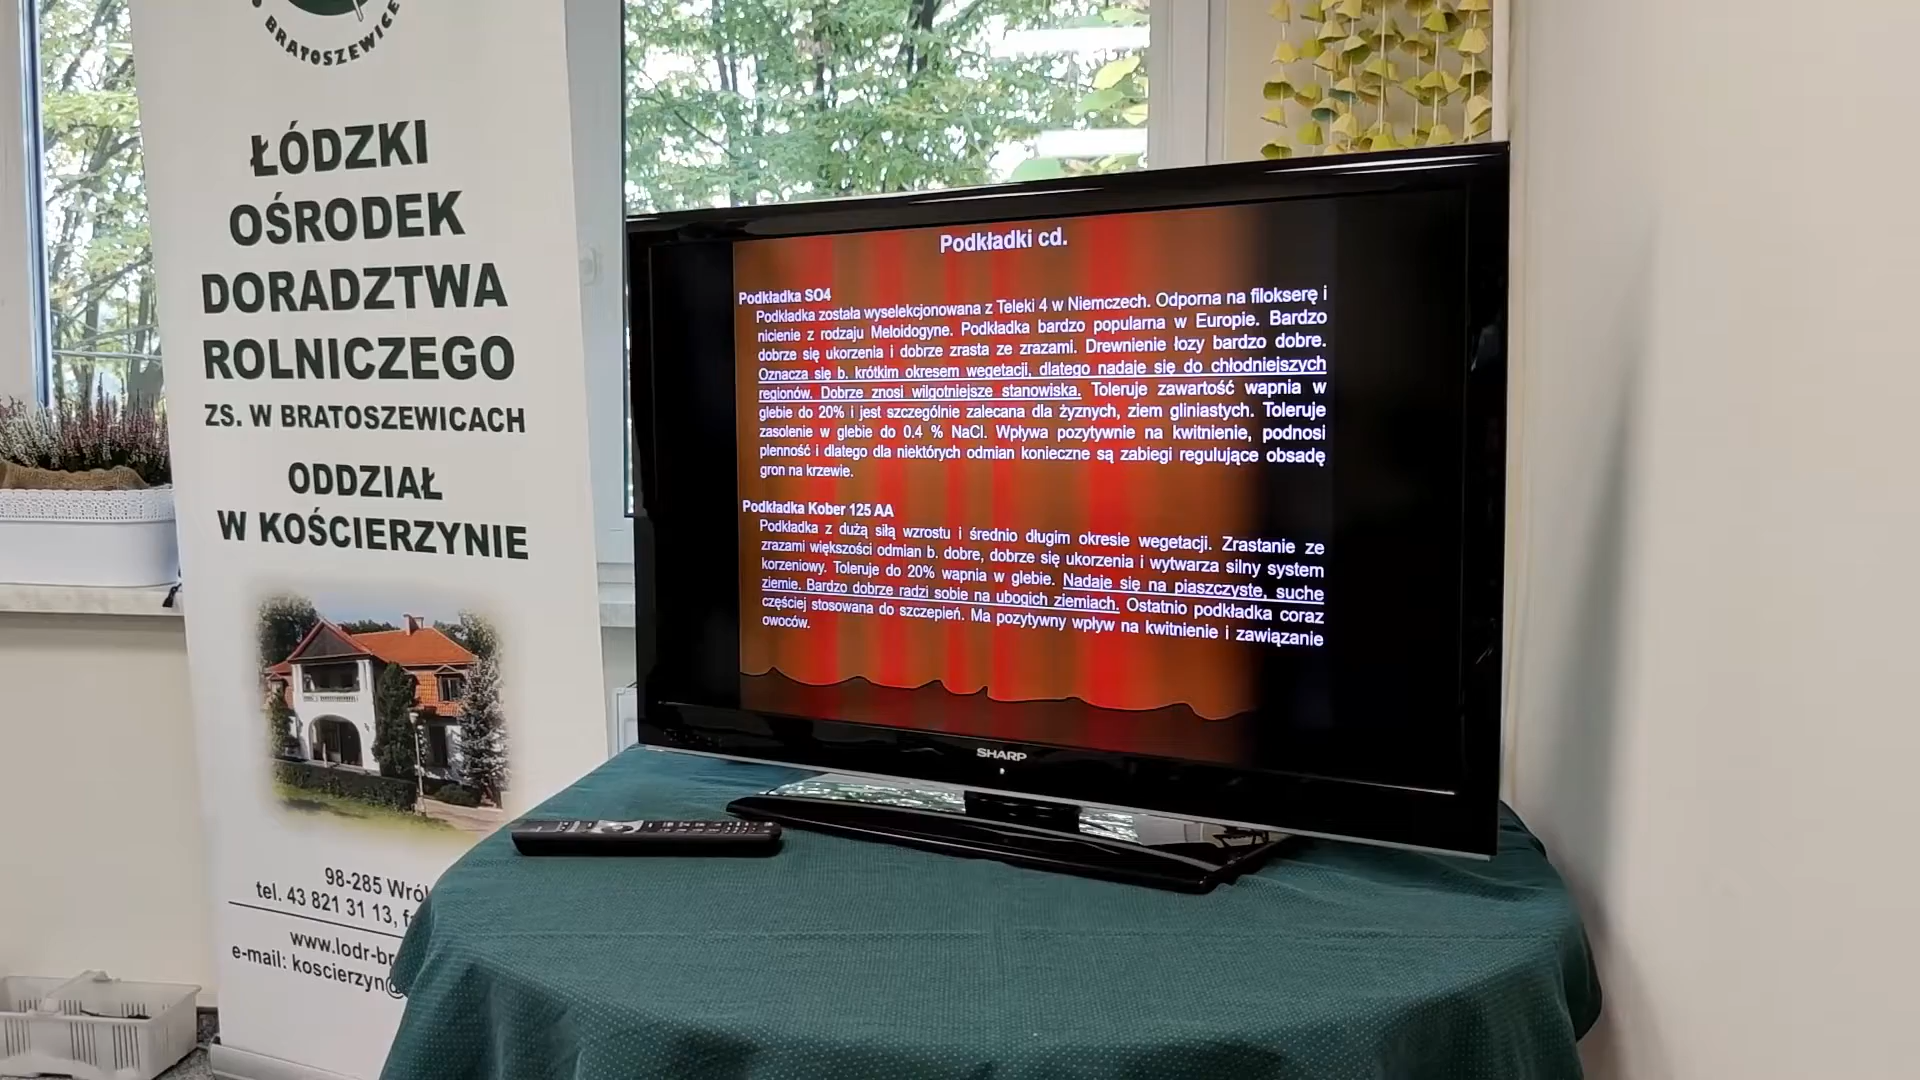 BRATOSZEWICE
ŁÓDZKI
OŚRODEK
DORADZTWA
ROLNICZEGO
ZS. W BRATOSZEWICACH
ODDZIAŁ
W KOŚCIERZYNIE
98-285
tel. 43 821 31 13,
www.lodr-br
e-mail: koscierzyn@
Podkładki cd.
Podkładka SO4
Podkładka została wyselekcjonowana z Teleki 4 w Niemczech. Odporna na filokserę i
nicienie z rodzaju Meloidogyne. Podkładka bardzo popularna w Europie. Bardzo
dobrze się ukorzenia i dobrze zrasta ze zrazami. Drewnienie łozy bardzo dobre.
Oznacza się b. krótkim okresem wegetacji, dlatego nadaje się do chłodniejszych
regionów. Dobrze znosi wilgotniejsze stanowiska. Toleruje zawartość wapnia w
glebie do 20% i jest szczególnie zalecana dla żyznych, ziem gliniastych. Toleruje
zasolenie w glebie do 0.4 % NaCl. Wpływa pozytywnie na kwitnienie, podnosi
plenność i dlatego dla niektórych odmian konieczne są zabiegi regulujące obsadę
gron na krzewie.
Podkładka Kober 125 AA
Podkładka z dużą siłą wzrostu i średnio długim okresie wegetacji. Zrastanie ze
zrazami większości odmian b. dobre, dobrze się ukorzenia i wytwarza silny system
korzeniowy. Toleruje do 20% wapnia w glebie. Nadaje się na piaszczyste, suche
ziemie. Bardzo dobrze radzi sobie na ubogich ziemiach. Ostatnio podkładka coraz
częściej stosowana do szczepień. Ma pozytywny wpływ na kwitnienie i zawiązanie
owoców.
SHARP